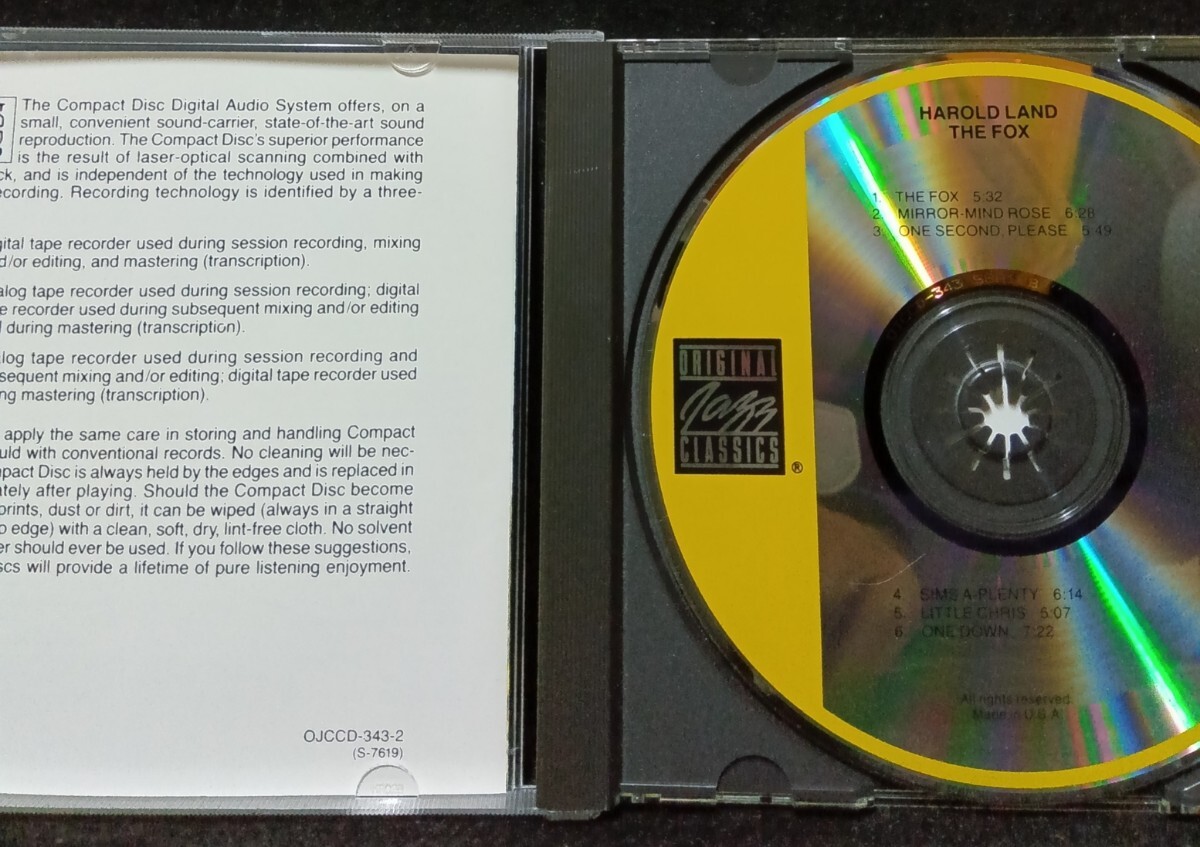 The Compact Disc Digital Audio System offers, on a
small, convenient sound-carrier, state-of-the-art sound
reproduction. The Compact Disc's superior performance
is the result of laser-optical scanning combined with
ck, and is independent of the technology used in making
ecording. Recording technology is identified by a three-
gital tape recorder used during session recording, mixing
d/or editing, and mastering (transcription).
alog tape recorder used during session recording; digital
e recorder used during subsequent mixing and/or editing
l during mastering (transcription).
log tape recorder used during session recording and
sequent mixing and/or editing; digital tape recorder used
ng mastering (transcription).
apply the same care in storing and handling Compact
uld with conventional records. No cleaning will be nec-
pact Disc is always held by the edges and is replaced in
tely after playing. Should the Compact Disc become
prints, dust or dirt, it can be wiped (always in a straight
o edge) with a clean, soft, dry, lint-free cloth. No solvent
er should ever be used. If you follow these suggestions,
scs will provide a lifetime of pure listening enjoyment.
OJCCD-343-2
(S-7619)
HAROLD LAND
THE FOX
1. THE FOX 5:32
2. MIRROR-MIND ROSE 6:28
3. ONE SECOND, PLEASE 5:49
ORIGINAL
Jazz
CLASSICS
®
4. SIMS A-PLENTY 6:14
5. LITTLE CHRIS 5:07
6. ONE DOWN 7:22
All rights reserved.
Made in U.S.A.